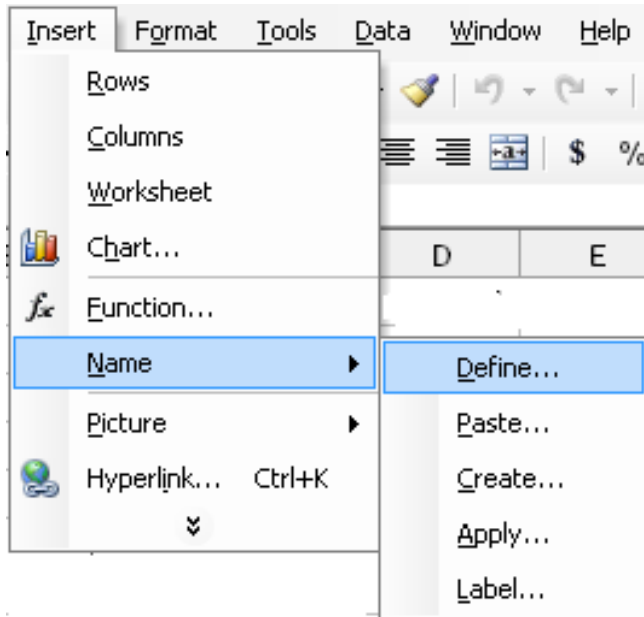 Insert Format Tools Data Window Help
Rows
Columns
a $ %
Worksheet
Chart...
D E
fx Function...
Name
Define...
Picture
Paste...
Hyperlink... Ctrl+K
Create...
Apply...
Label...